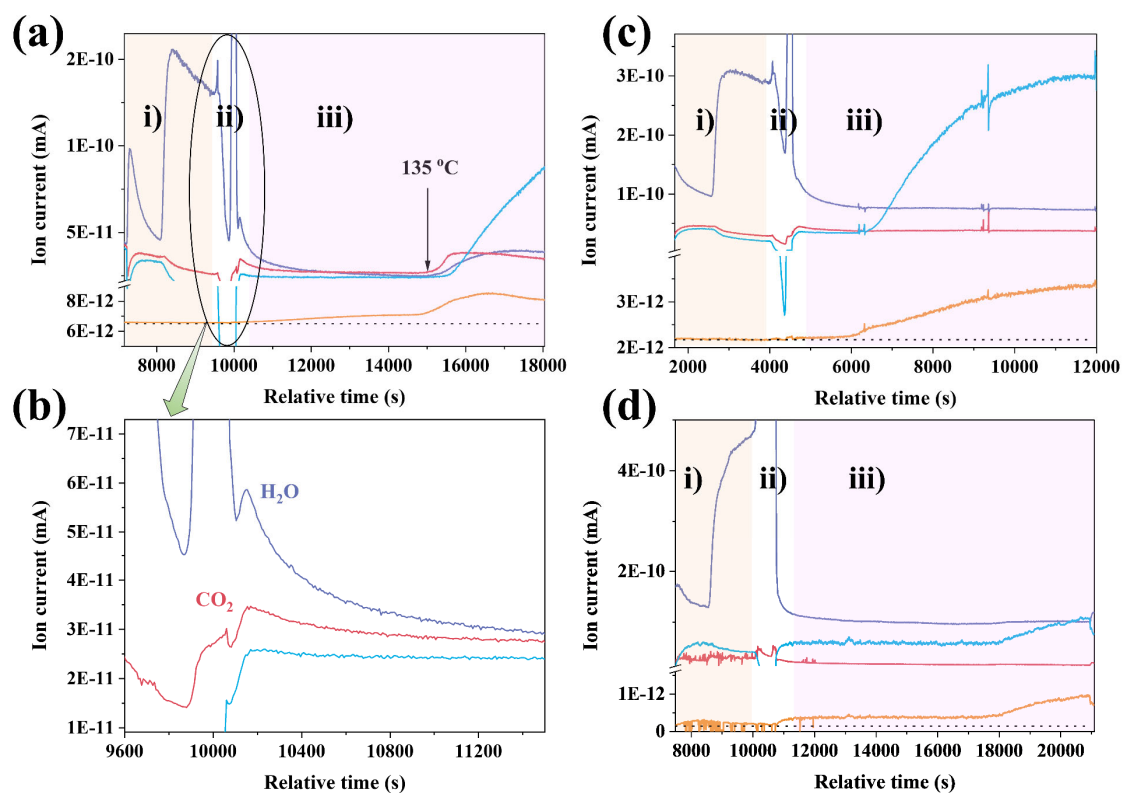 (a)
2E-10
1E-10
5E-11
8E-12
6E-12
Ion current (mA)
i)
ii)
iii)
135 °C
8000
10000
12000
14000
16000
18000
Relative time (s)
(c)
3E-10
2E-10
1E-10
3E-12
2E-12
Ion current (mA)
i)
ii)
iii)
2000
4000
6000
8000
10000
12000
Relative time (s)
(b)
7E-11
6E-11
5E-11
4E-11
3E-11
2E-11
1E-11
Ion current (mA)
H₂O
CO₂
9600
10000
10400
10800
11200
Relative time (s)
(d)
4E-10
2E-10
1E-12
0
Ion current (mA)
i)
ii)
iii)
8000
10000
12000
14000
16000
18000
20000
Relative time (s)